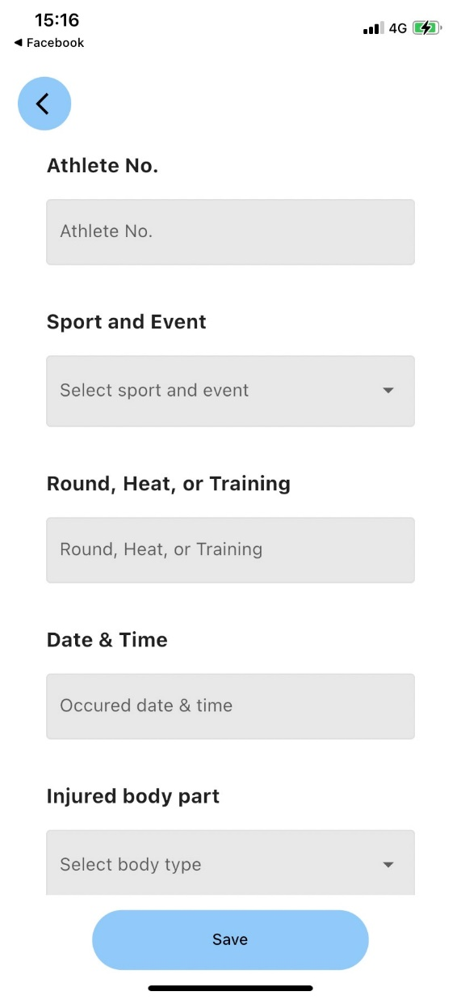 15:16
4G
◀ Facebook
Athlete No.
Athlete No.
Sport and Event
Select sport and event
Round, Heat, or Training
Round, Heat, or Training
Date & Time
Occured date & time
Injured body part
Select body type
Save